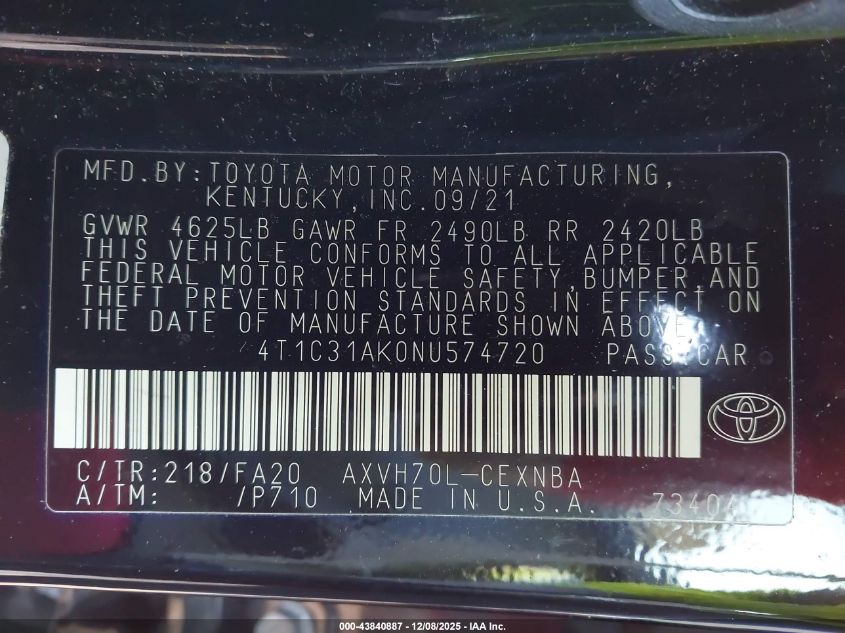 MFD.BY:TOYOTA MOTOR MANUFACTURING,
KENTUCKY,INC.09/21
GVWR 4625LB GAWR FR 2490LB RR 2420LB
THIS VEHICLE CONFORMS TO ALL APPLICABLE
FEDERAL MOTOR VEHICLE SAFETY,BUMPER,AND
THEFT PREVENTION STANDARDS IN EFFECT ON
THE DATE OF MANUFACTURE SHOWN ABOVE.
4T1C31AK0NU574720 PASS CAR
C/TR:218/FA20 AXVH70L-CEXNBA
A/TM: /P710 MADE IN U.S.A.
000-43840887 - 12/08/2025 - IAA Inc.